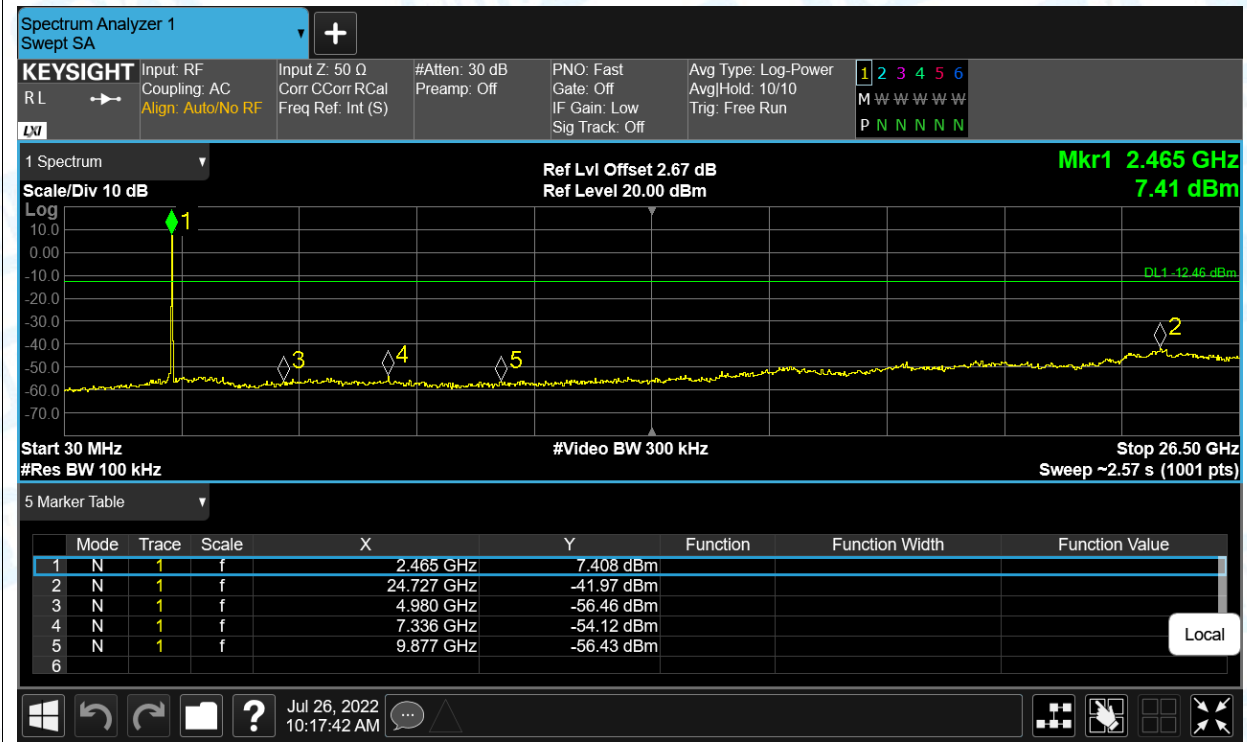 Spectrum Analyzer 1
Swept SA
KEYSIGHT
R L
LXI
Input: RF
Coupling: AC
Align: Auto/No RF
Input Z: 50 Ω
Corr CCorr RCal
Freq Ref: Int (S)
#Atten: 30 dB
Preamp: Off
PNO: Fast
Gate: Off
IF Gain: Low
Sig Track: Off
Avg Type: Log-Power
Avg|Hold: 10/10
Trig: Free Run
1 2 3 4 5 6
M W W W W W
P N N N N N
1 Spectrum
Scale/Div 10 dB
Ref Lvl Offset 2.67 dB
Ref Level 20.00 dBm
Mkr1 2.465 GHz
7.41 dBm
Log
10.0
0.00
-10.0
-20.0
-30.0
-40.0
-50.0
-60.0
-70.0
1
DL1 -12.46 dBm
2
3
4
5
Start 30 MHz
#Video BW 300 kHz
Stop 26.50 GHz
#Res BW 100 kHz
Sweep ~2.57 s (1001 pts)
5 Marker Table
Mode Trace Scale X Y Function Function Width Function Value
1 N 1 f 2.465 GHz 7.408 dBm
2 N 1 f 24.727 GHz -41.97 dBm
3 N 1 f 4.980 GHz -56.46 dBm
4 N 1 f 7.336 GHz -54.12 dBm
5 N 1 f 9.877 GHz -56.43 dBm
6
Local
?
Jul 26, 2022
10:17:42 AM